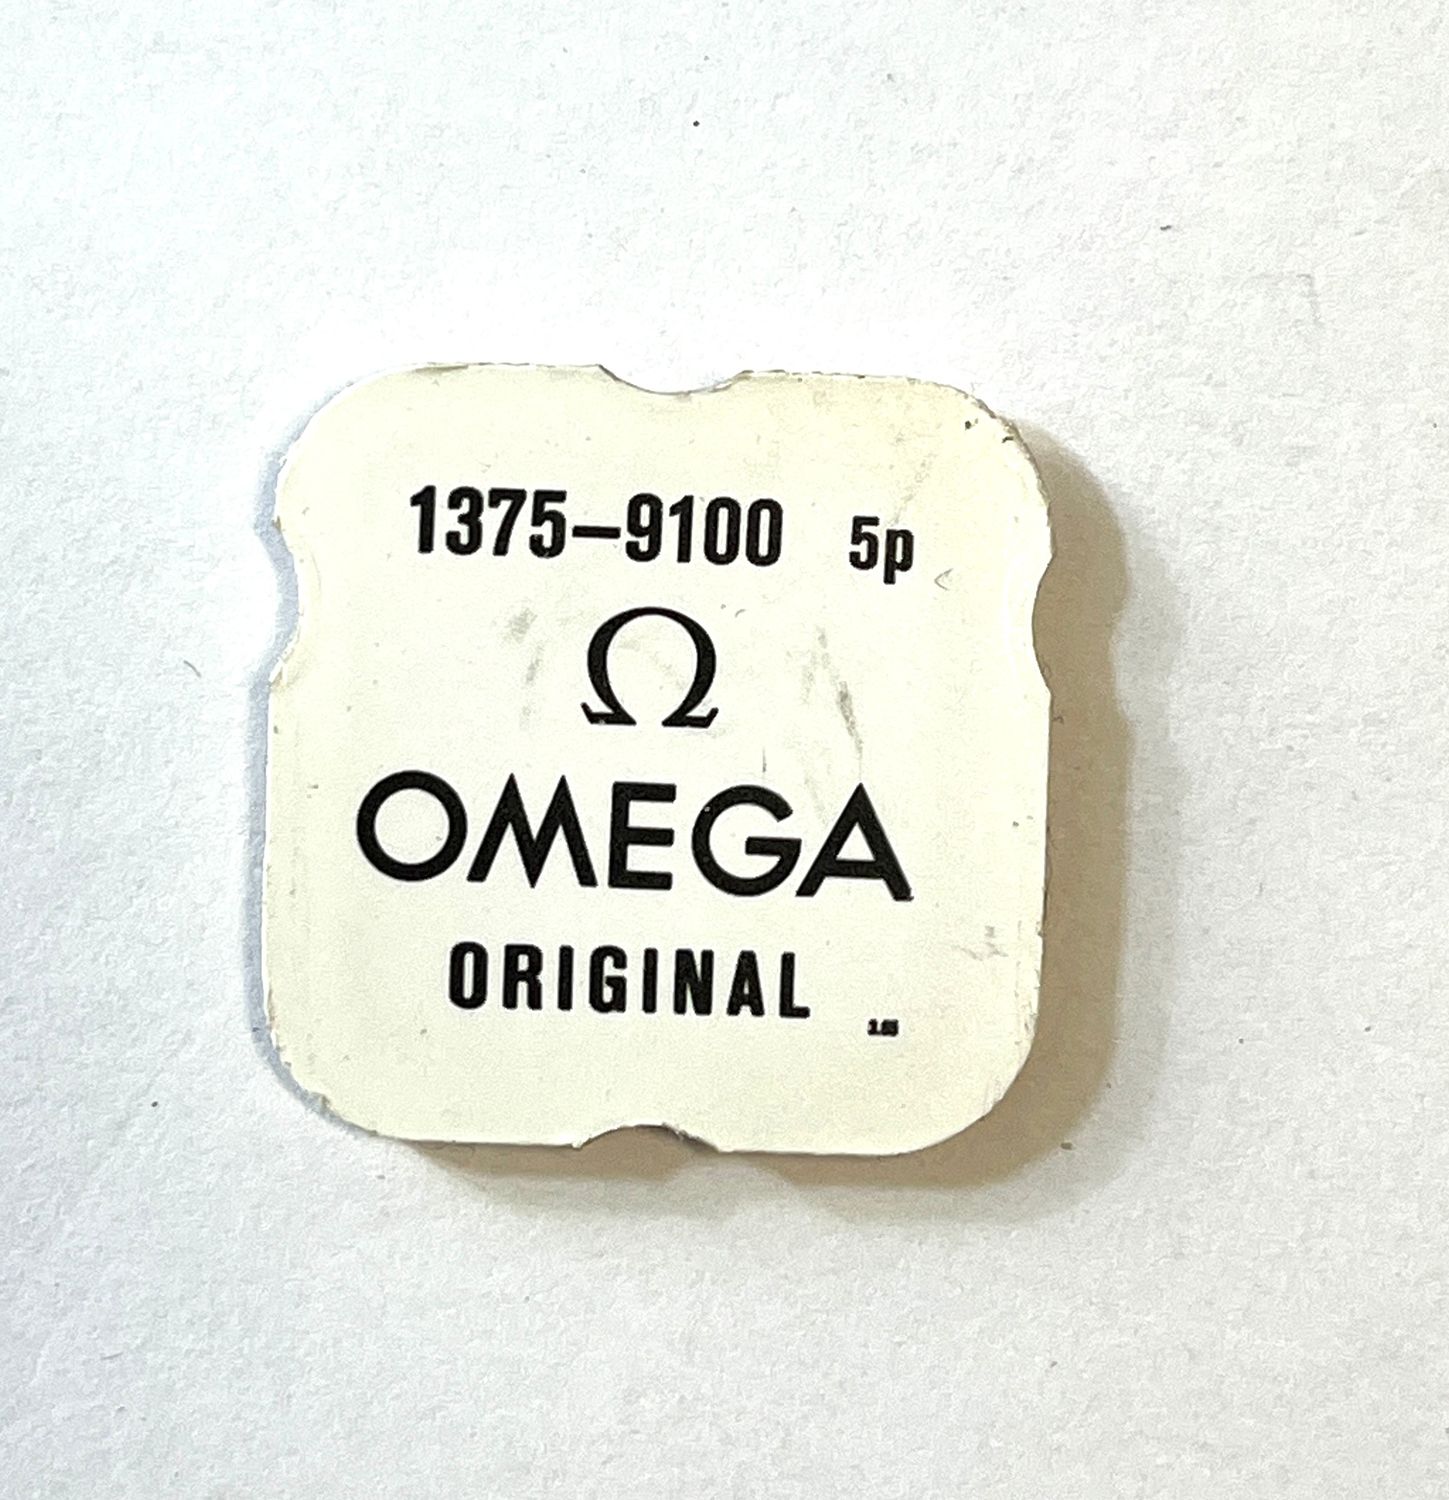 1375-9100 5p
Ω
OMEGA
ORIGINAL